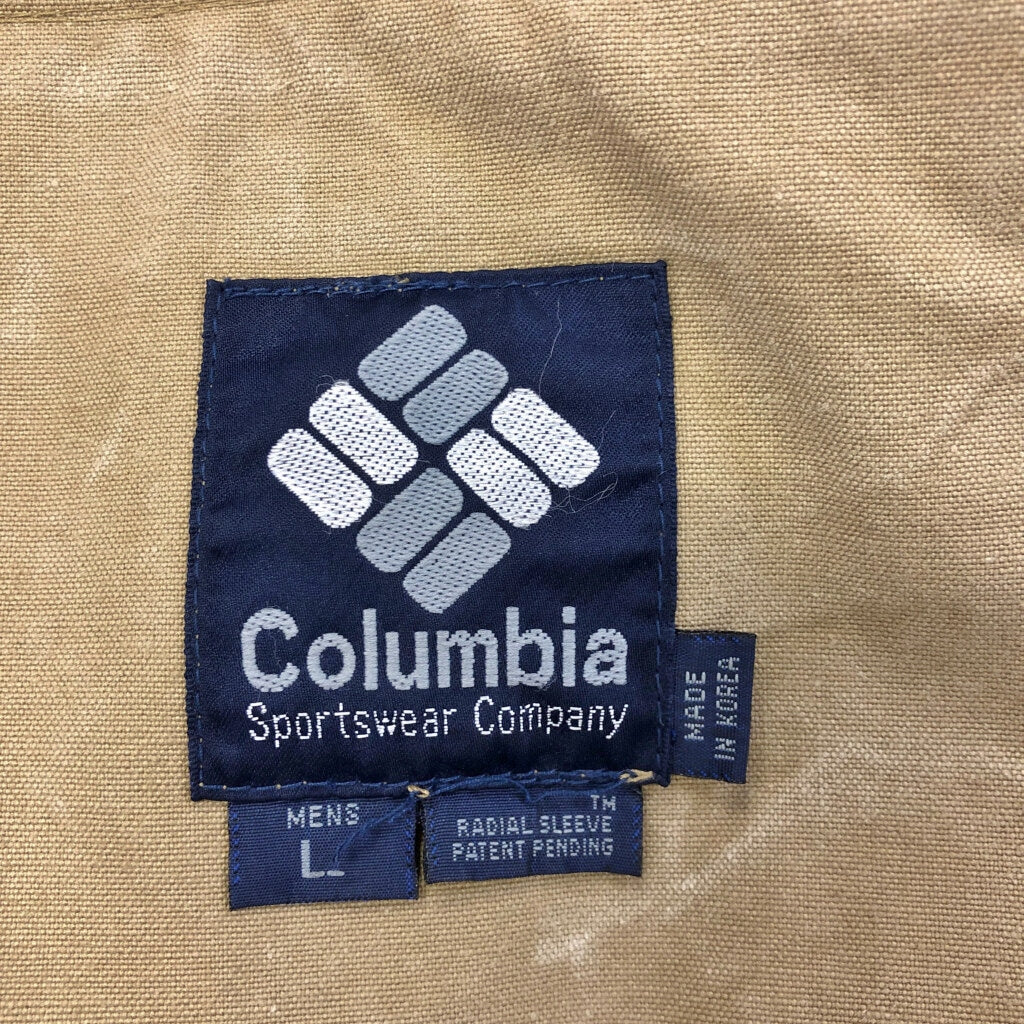 Columbia
Sportswear Company
MADE
IN KOREA
MENS
L
TM
RADIAL SLEEVE
PATENT PENDING